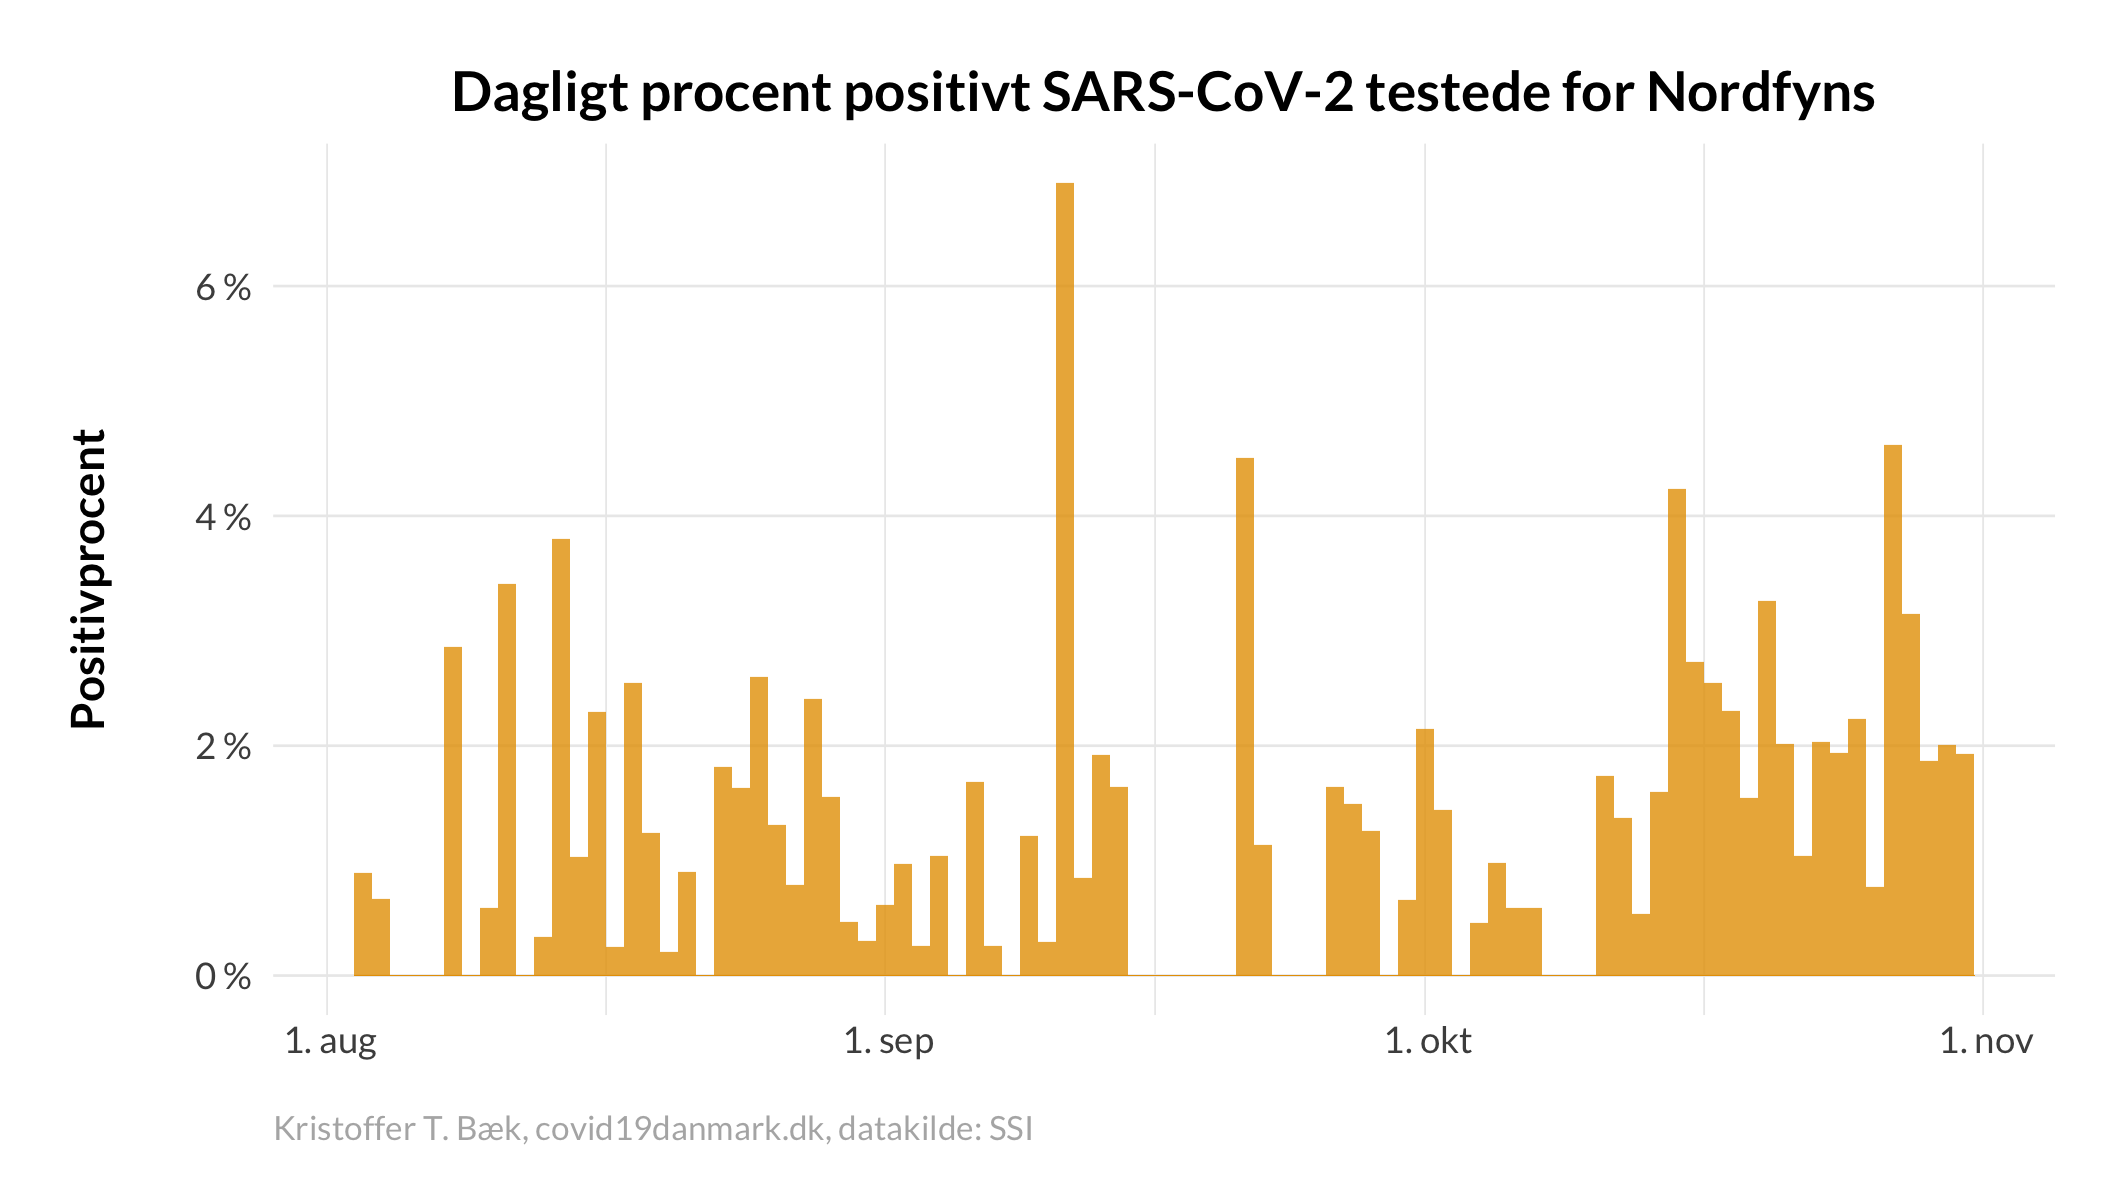 Dagligt procent positivt SARS-CoV-2 testede for Nordfyns
Positivprocent
6 %
4 %
2 %
0 %
1. aug
1. sep
1. okt
1. nov
Kristoffer T. Bæk, covid19danmark.dk, datakilde: SSI